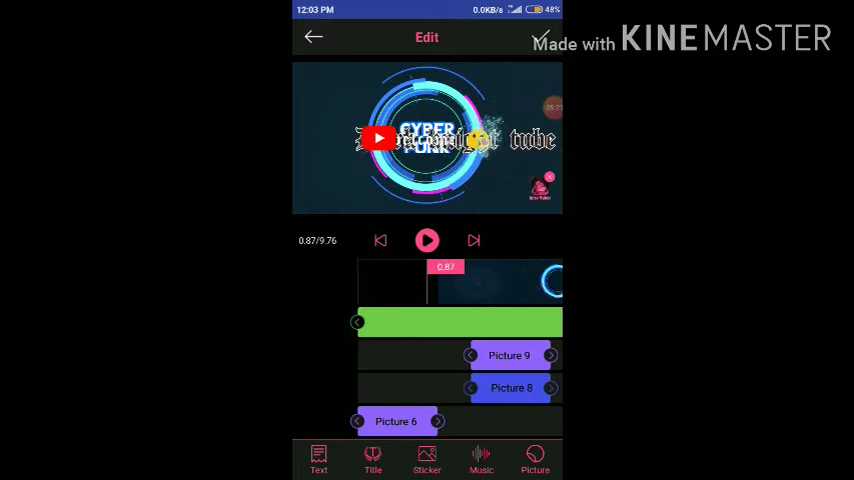 12:03 PM 0.0KB/s 48%
Edit
Made with KINEMASTER
CYBER
welcome tube
PUNK
0.87/9.76
0.87
Picture 9
Picture 8
Picture 6
Text Title Sticker Music Picture